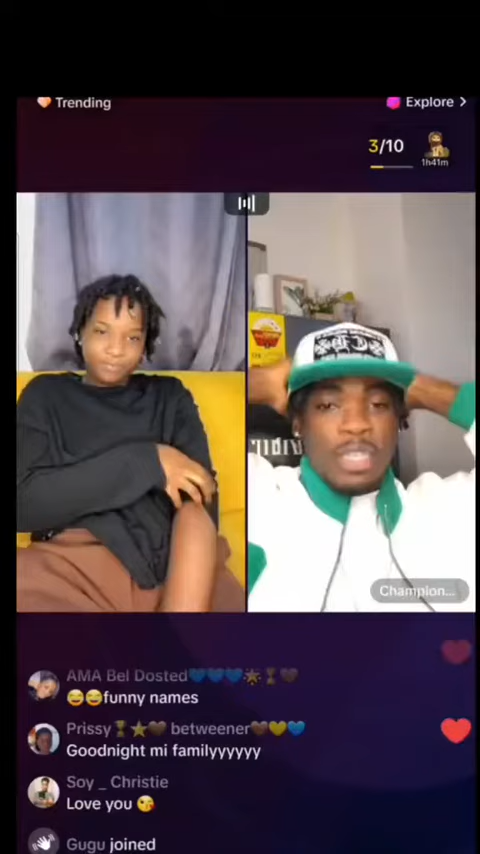 Trending
Explore >
3/10
1h41m
Champion...
AMA Bel Dosted💙💙💙🌟🏆🤎
😂😂funny names
Prissy🏆⭐🤎 betweener🤎💛💙
Goodnight mi familyyyyyy
Soy _ Christie
Love you 😘
Gugu joined